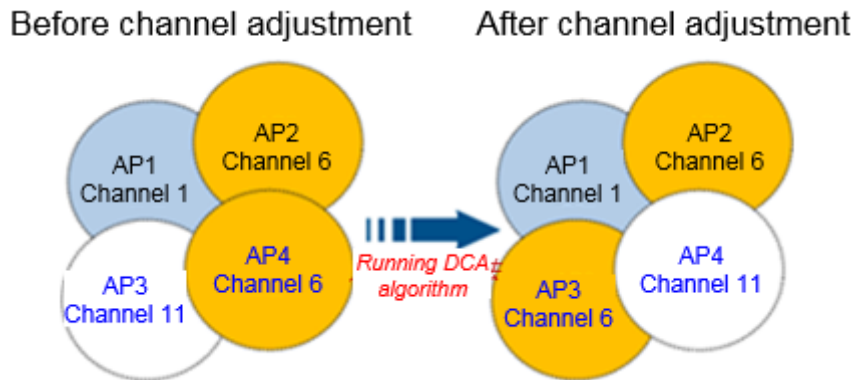 Before channel adjustment
After channel adjustment
AP1
Channel 1
AP2
Channel 6
AP3
Channel 11
AP4
Channel 6
Running DCA
algorithm
AP1
Channel 1
AP2
Channel 6
AP3
Channel 6
AP4
Channel 11